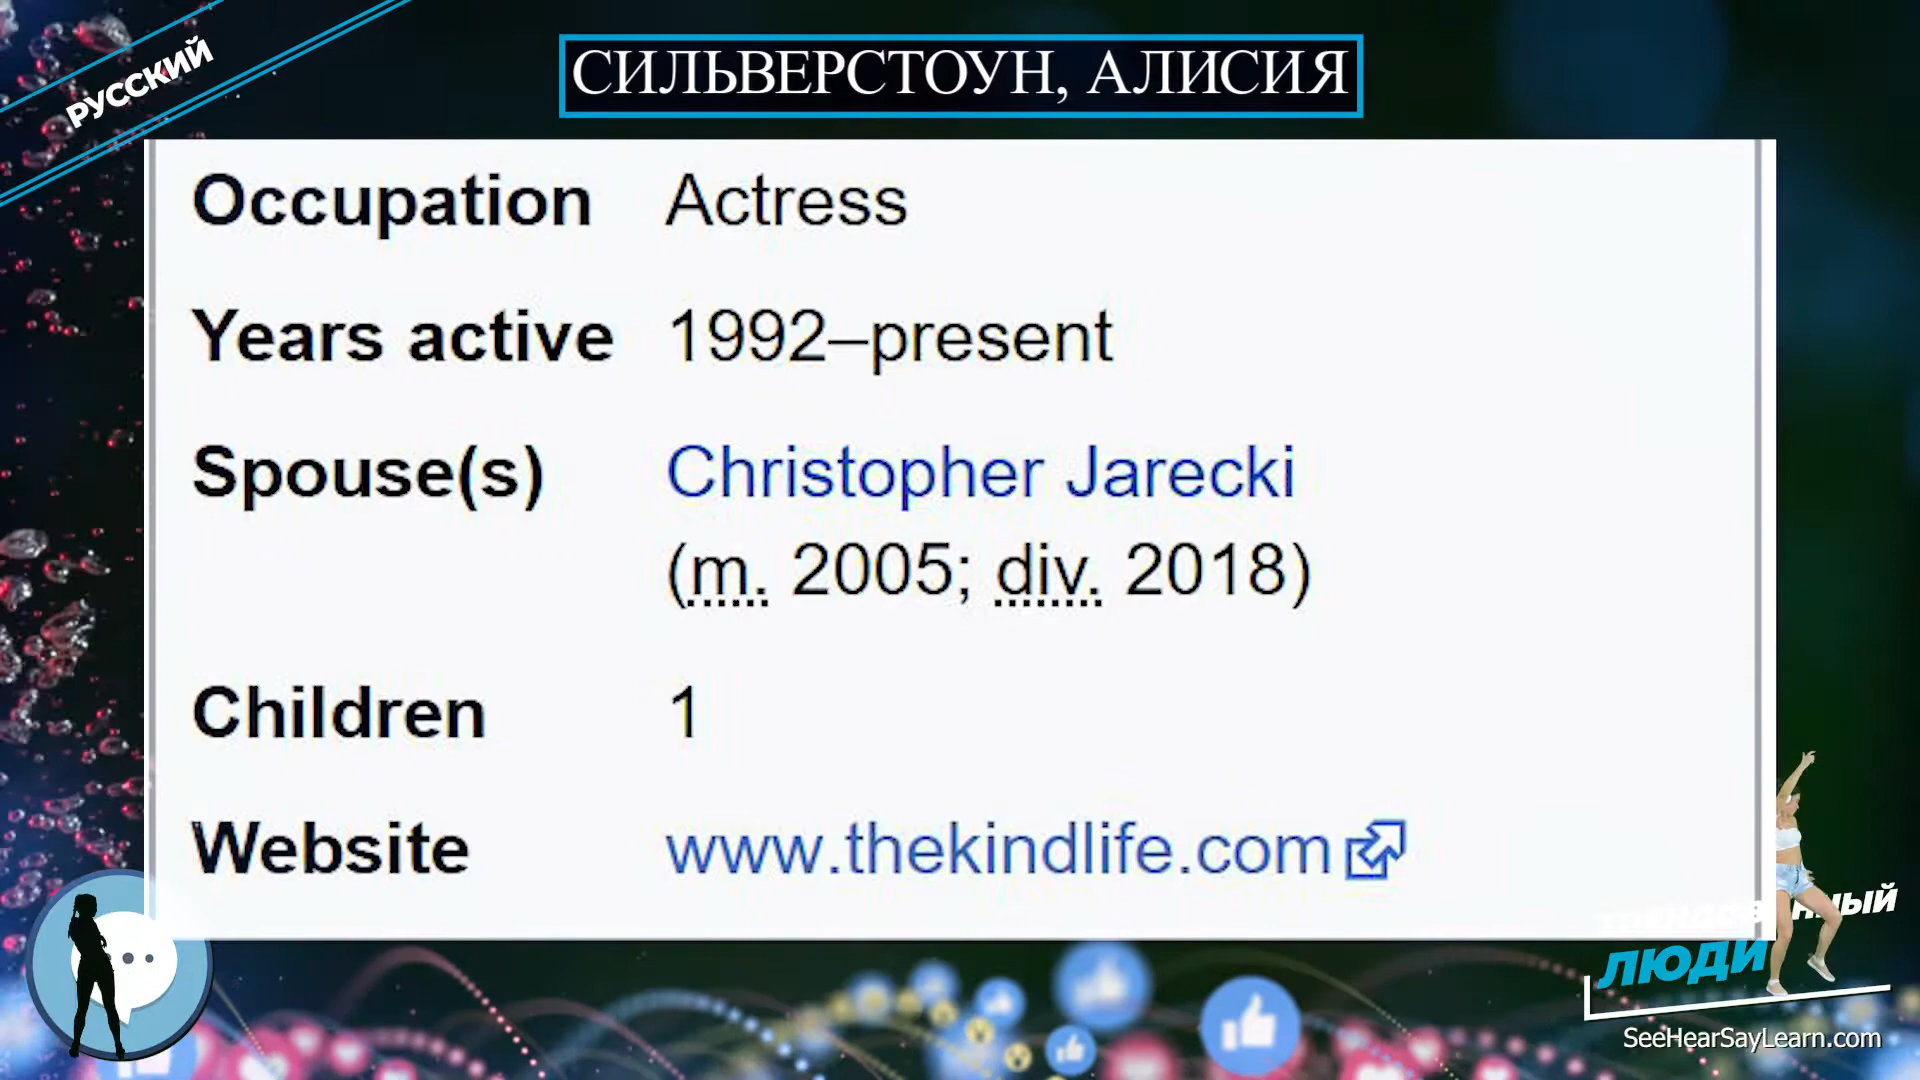 РУССКИЙ
СИЛЬВЕРСТОУН, АЛИСИЯ
Occupation Actress
Years active 1992–present
Spouse(s) Christopher Jarecki
(m. 2005; div. 2018)
Children 1
Website www.thekindlife.com
ЛЮДИ
SeeHearSayLearn.com